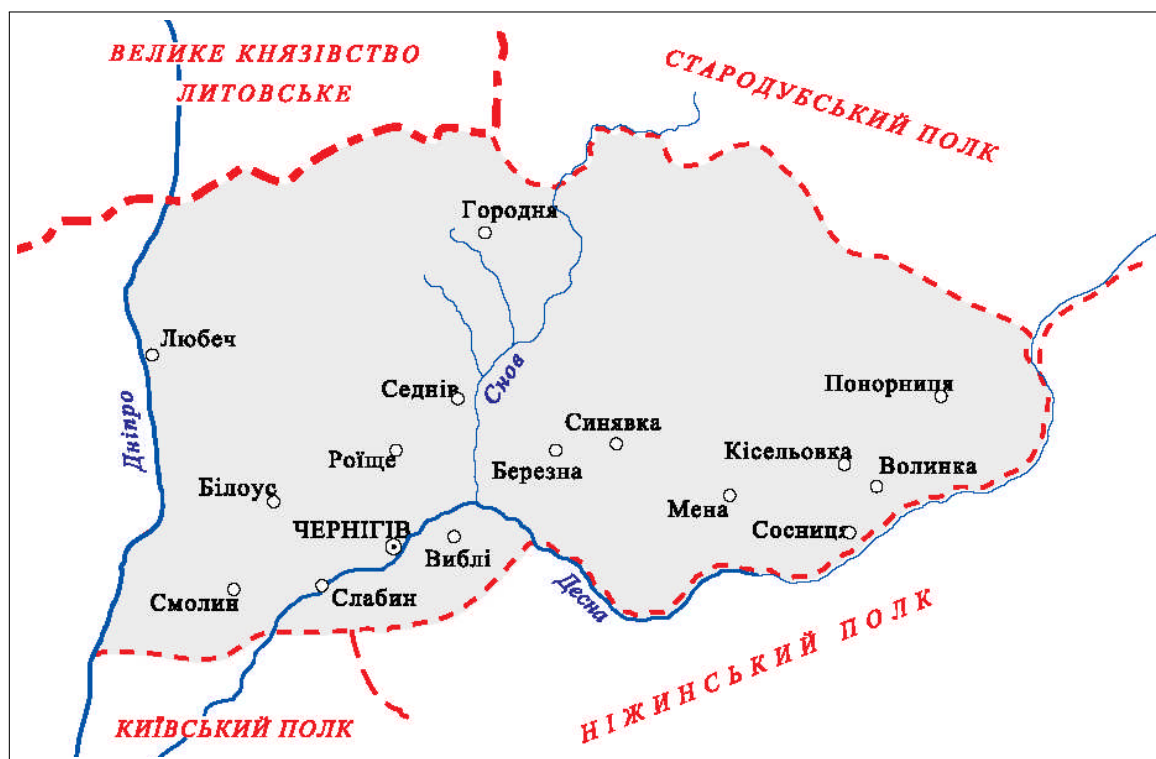 ВЕЛИКЕ КНЯЗІВСТВО
ЛИТОВСЬКЕ
СТАРОДУБСЬКИЙ ПОЛК
Городня
Любеч
Седнів
Снов
Понорниця
Дніпро
Синявка
Роїще
Березна
Кісельовка
Волинка
Білоус
Мена
ЧЕРНІГІВ
Виблі
Сосниця
Смолин
Слабин
Десна
НІЖИНСЬКИЙ ПОЛК
КИЇВСЬКИЙ ПОЛК